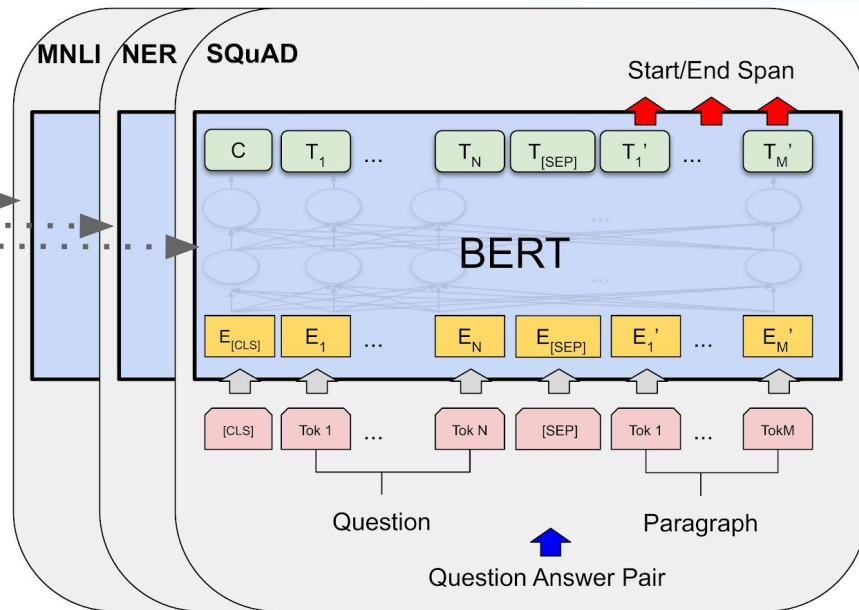 MNLI NER SQuAD
Start/End Span
C T1 ... TN T[SEP] T1' ... TM'
...
BERT
...
E[CLS] E1 ... EN E[SEP] E1' ... EM'
[CLS] Tok 1 ... Tok N [SEP] Tok 1 ... TokM
Question Paragraph
Question Answer Pair